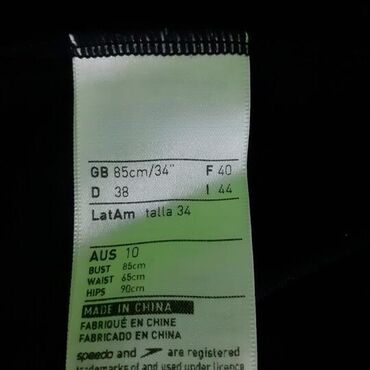 GB 85cm/34" F 40
D 38 I 44
LatAm talla 34
AUS 10
BUST 85cm
WAIST 65cm
HIPS 90cm
MADE IN CHINA
FABRIQUÉ EN CHINE
FABRICADO EN CHINA
speedo and are registered
trademarks of and used under licence